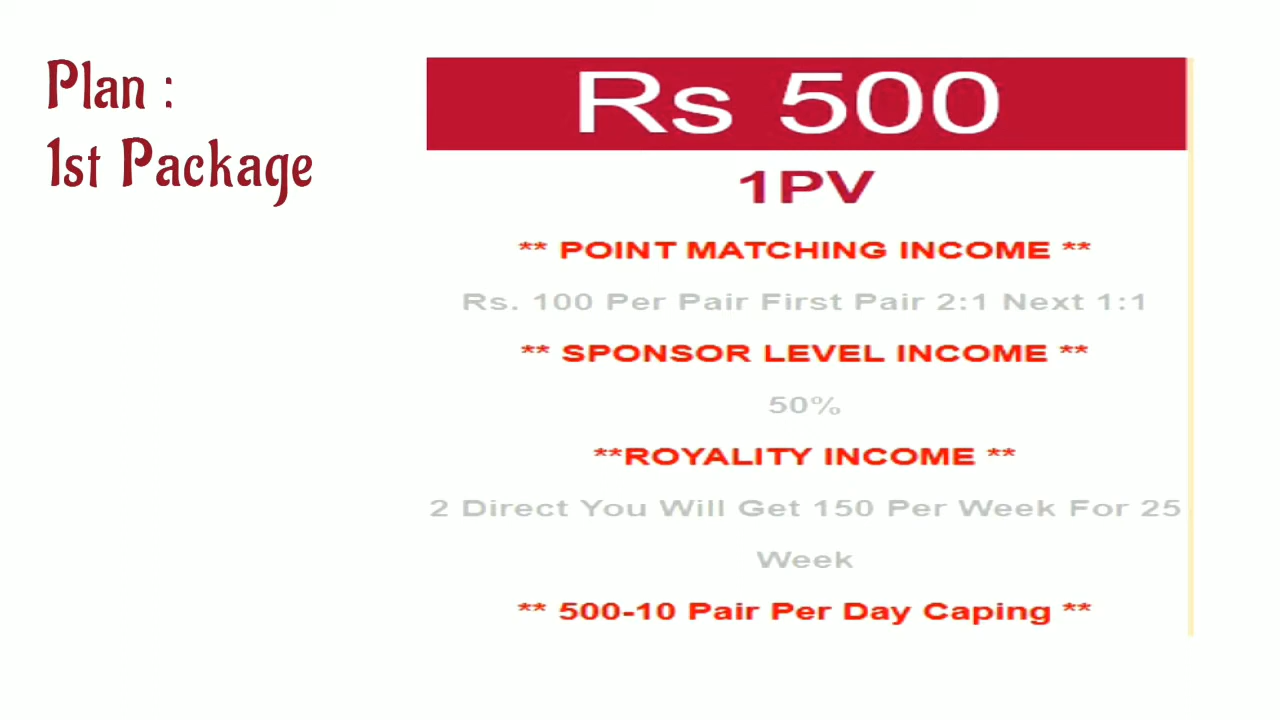 Plan :
1st Package
Rs 500
1PV
** POINT MATCHING INCOME **
Rs. 100 Per Pair First Pair 2:1 Next 1:1
** SPONSOR LEVEL INCOME **
50%
**ROYALITY INCOME **
2 Direct You Will Get 150 Per Week For 25
Week
** 500-10 Pair Per Day Caping **